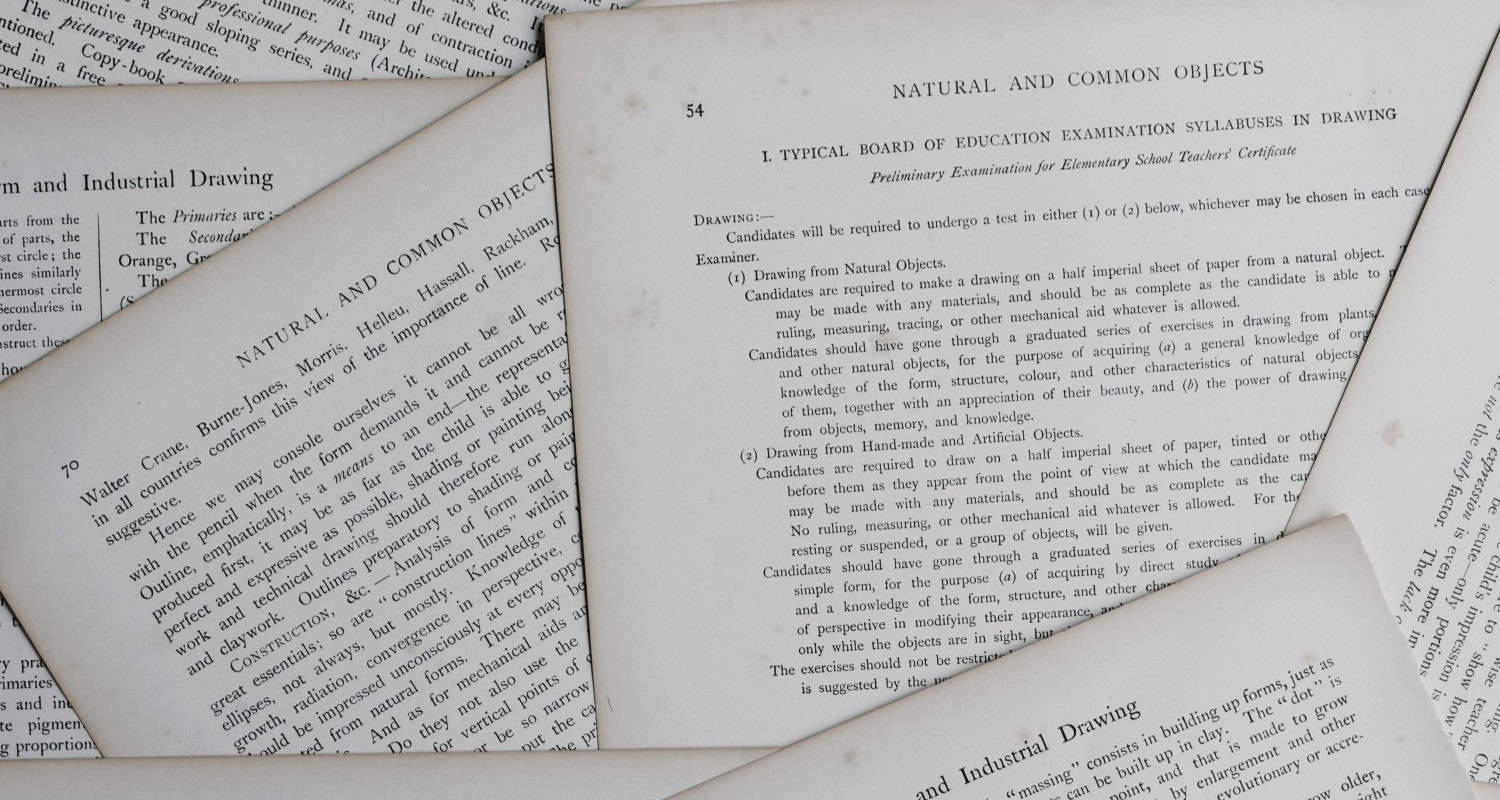 54
NATURAL AND COMMON OBJECTS
I. TYPICAL BOARD OF EDUCATION EXAMINATION SYLLABUSES IN DRAWING
Preliminary Examination for Elementary School Teachers' Certificate
DRAWING:—
Candidates will be required to undergo a test in either (1) or (2) below, whichever may be chosen in each case
Examiner.
(1) Drawing from Natural Objects.
Candidates are required to make a drawing on a half imperial sheet of paper from a natural object.
may be made with any materials, and should be as complete as the candidate is able to
ruling, measuring, tracing, or other mechanical aid whatever is allowed.
Candidates should have gone through a graduated series of exercises in drawing from plants
and other natural objects, for the purpose of acquiring (a) a general knowledge of
knowledge of the form, structure, colour, and other characteristics of natural objects
of them, together with an appreciation of their beauty, and (b) the power of drawing
from objects, memory, and knowledge.
(2) Drawing from Hand-made and Artificial Objects.
Candidates are required to draw on a half imperial sheet of paper, tinted or
before them as they appear from the point of view at which the candidate
may be made with any materials, and should be as complete as the
No ruling, measuring, or other mechanical aid whatever is allowed. For
resting or suspended, or a group of objects, will be given.
Candidates should have gone through a graduated series of exercises in
simple form, for the purpose (a) of acquiring by direct study
and a knowledge of the form, structure, and other
of perspective in modifying their appearance,
only while the objects are in sight, but
The exercises should not be
is suggested by the
70
NATURAL AND COMMON OBJECTS
Walter Crane, Burne-Jones, Morris, Helleu, Hassall, Rackham,
in all countries confirms this view of the importance of line.
suggestive.
Hence we may console ourselves it cannot be all
with the pencil when the form demands it and cannot be
Outline, emphatically, is a means to an end—the
produced first, it may be as far as the child is able to
perfect and expressive as possible, shading or painting
work and technical drawing should therefore run
and claywork. Outlines preparatory to shading or
CONSTRUCTION, &c.—Analysis of form and
great essentials; so are "construction lines" within
ellipses, not always, but mostly. Knowledge of
growth, radiation, convergence in perspective,
be impressed unconsciously at every
from natural forms. There may be
And as for mechanical aids
Do they not also use the
for vertical points of
be so narrow
put the
and Industrial Drawing
"massing" consists in building up forms, just as
can be built up in clay. The "dot" is
point, and that is made to grow
by enlargement and other
evolutionary or accre-
older,
and Industrial Drawing
from the
of parts, the
circle; the
similarly
circle
Secondaries in
order.
The Primaries are:—
The
Orange,
The
professional purposes
and of contraction
the altered
It may be used
a good sloping series, and
appearance.
The picturesque derivations
Copy-book
in a free
not the only factor. The lack
expression is even more
be acute—only portions
child's impression is
to "show how
teacher